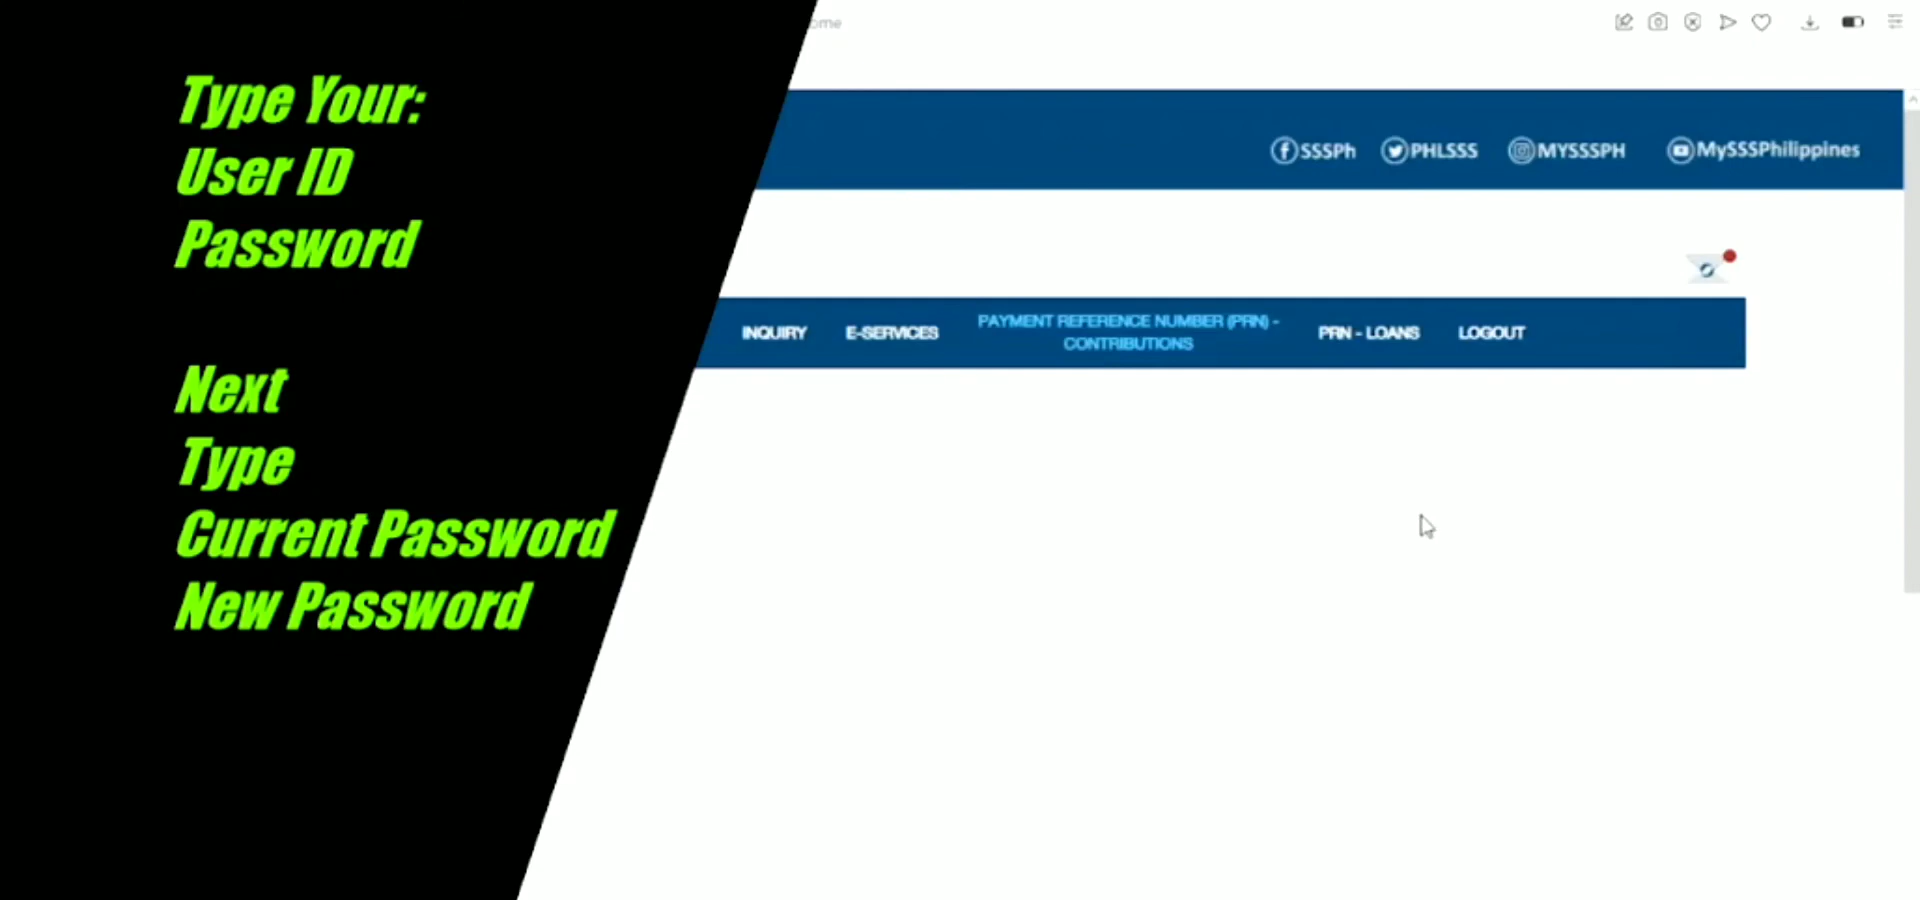 Type Your:
User ID
Password
Next
Type
Current Password
New Password
SSSPh PHLSSS MYSSSPH MySSSPhilippines
INQUIRY E-SERVICES PAYMENT REFERENCE NUMBER (PRN) - CONTRIBUTIONS PRN - LOANS LOGOUT